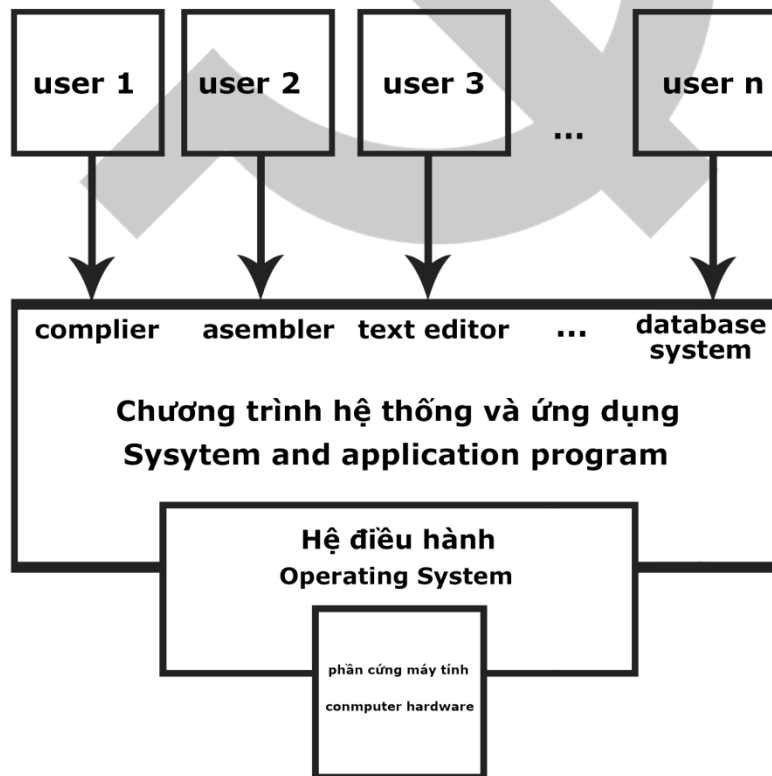 user 1
user 2
user 3
...
user n
complier
asembler
text editor
...
database
system
Chương trình hệ thống và ứng dụng
Sysytem and application program
Hệ điều hành
Operating System
phần cứng máy tính
conmputer hardware